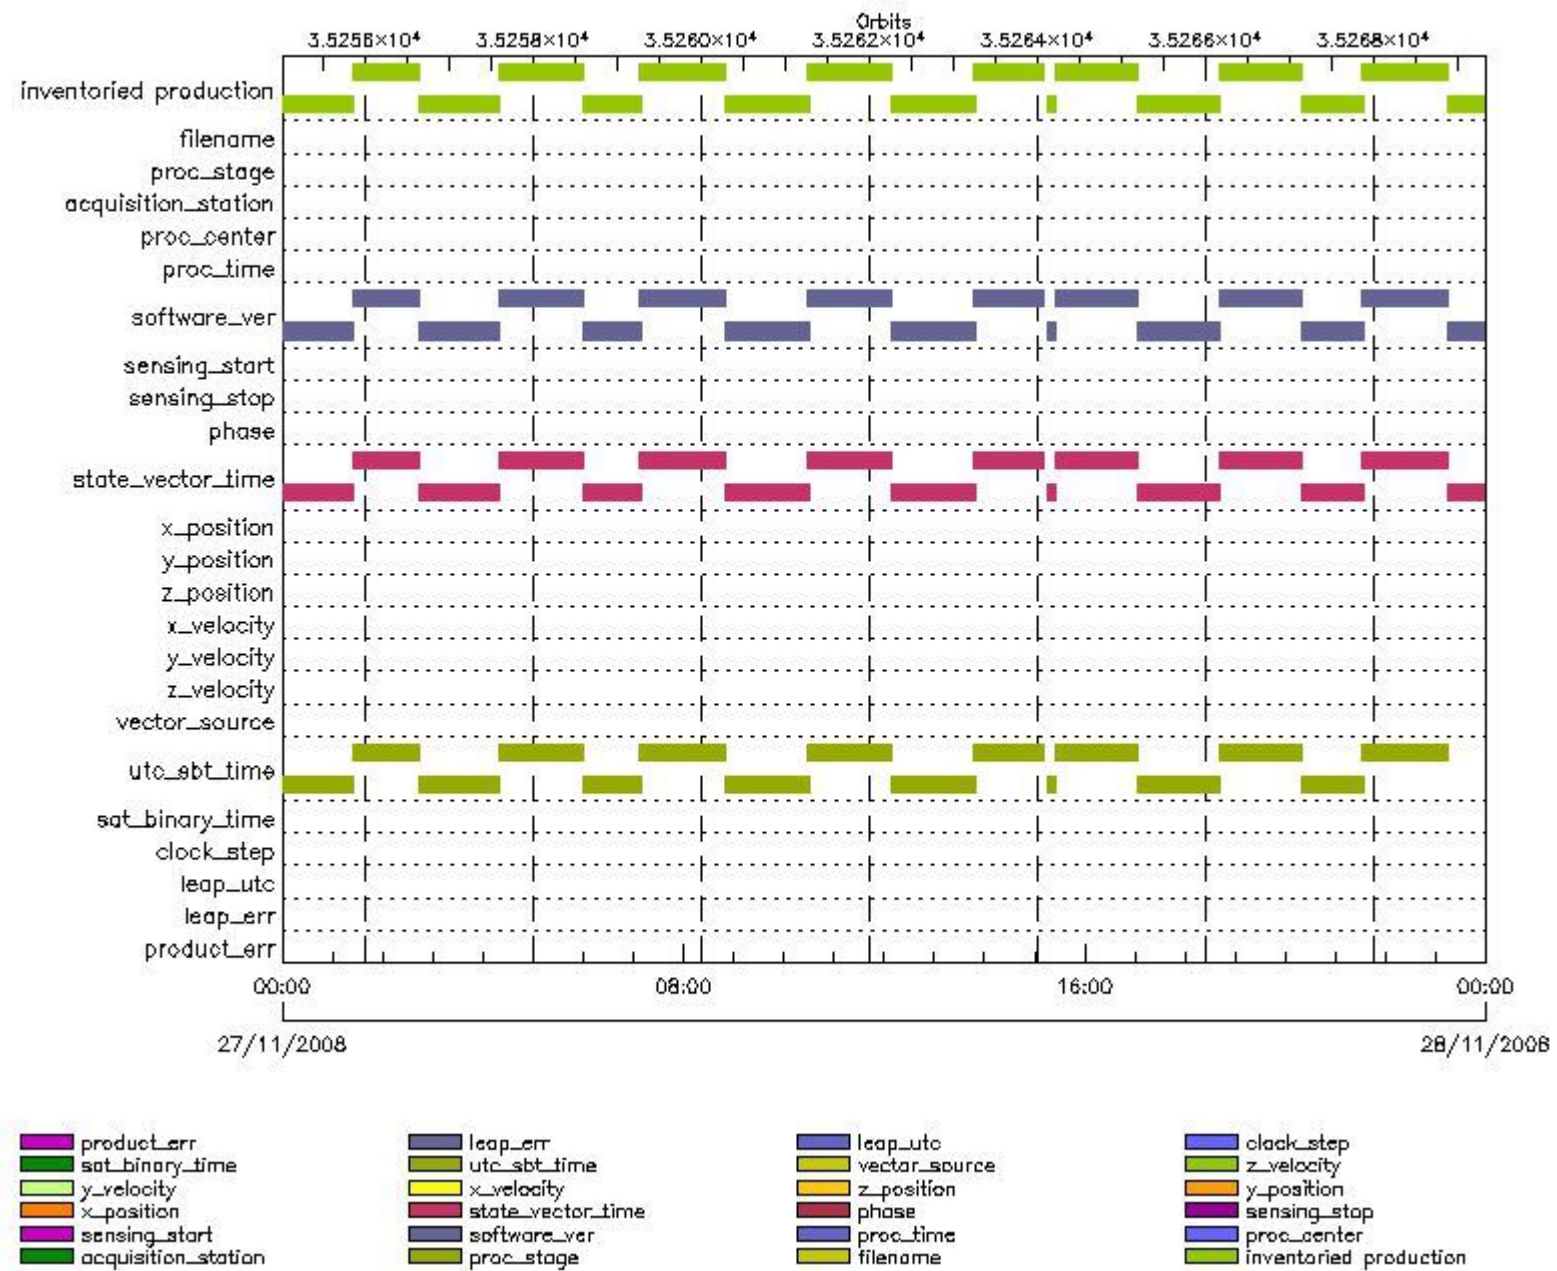 Orbits
3.5256×10⁴ 3.5258×10⁴ 3.5260×10⁴ 3.5262×10⁴ 3.5264×10⁴ 3.5266×10⁴ 3.5268×10⁴
inventoried production
filename
proc_stage
acquisition_station
proc_center
proc_time
software_ver
sensing_start
sensing_stop
phase
state_vector_time
x_position
y_position
z_position
x_velocity
y_velocity
z_velocity
vector_source
utc_sbt_time
sat_binary_time
clock_step
leap_utc
leap_err
product_err
00:00 08:00 16:00 00:00
27/11/2008 28/11/2008
product_err leap_err leap_utc clock_step
sat_binary_time utc_sbt_time vector_source z_velocity
y_velocity x_velocity z_position y_position
x_position state_vector_time phase sensing_stop
sensing_start software_ver proc_time proc_center
acquisition_station proc_stage filename inventoried production